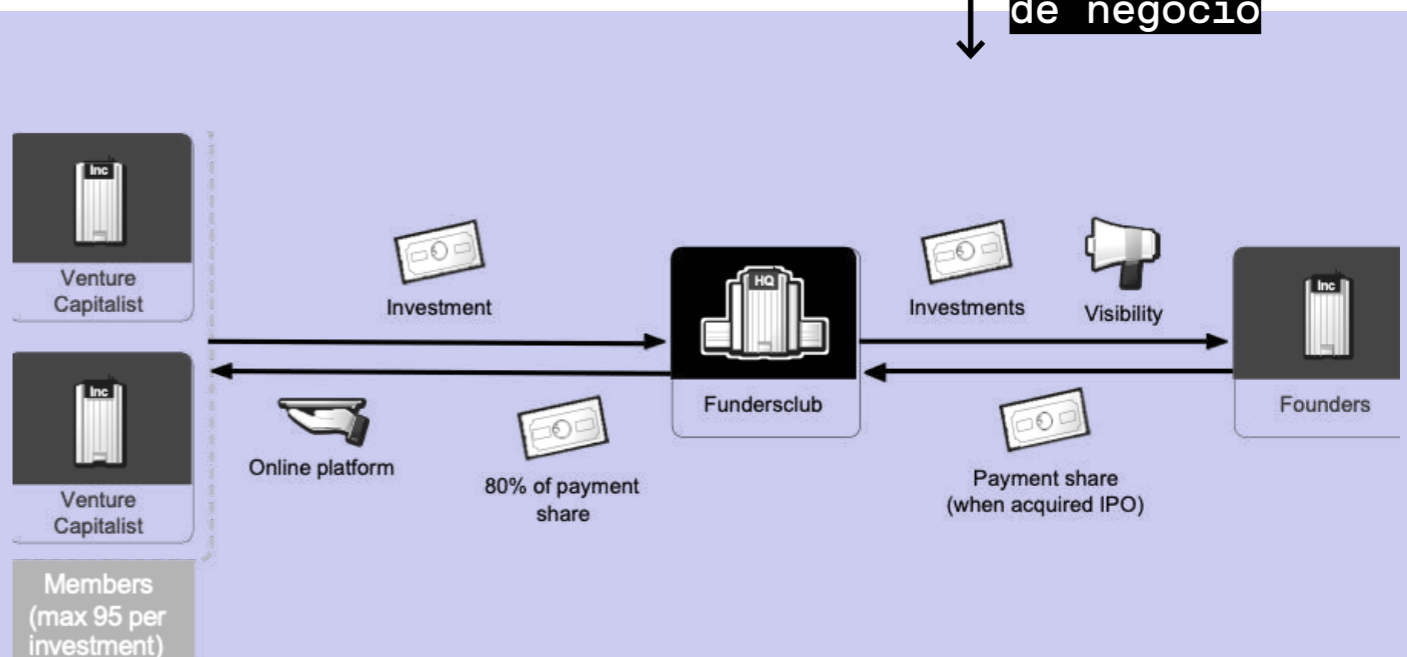 de negocio
Inc
Venture
Capitalist
Investment
HQ
Fundersclub
Investments
Visibility
Inc
Founders
Inc
Venture
Capitalist
Online platform
80% of payment
share
Payment share
(when acquired IPO)
Members
(max 95 per
investment)